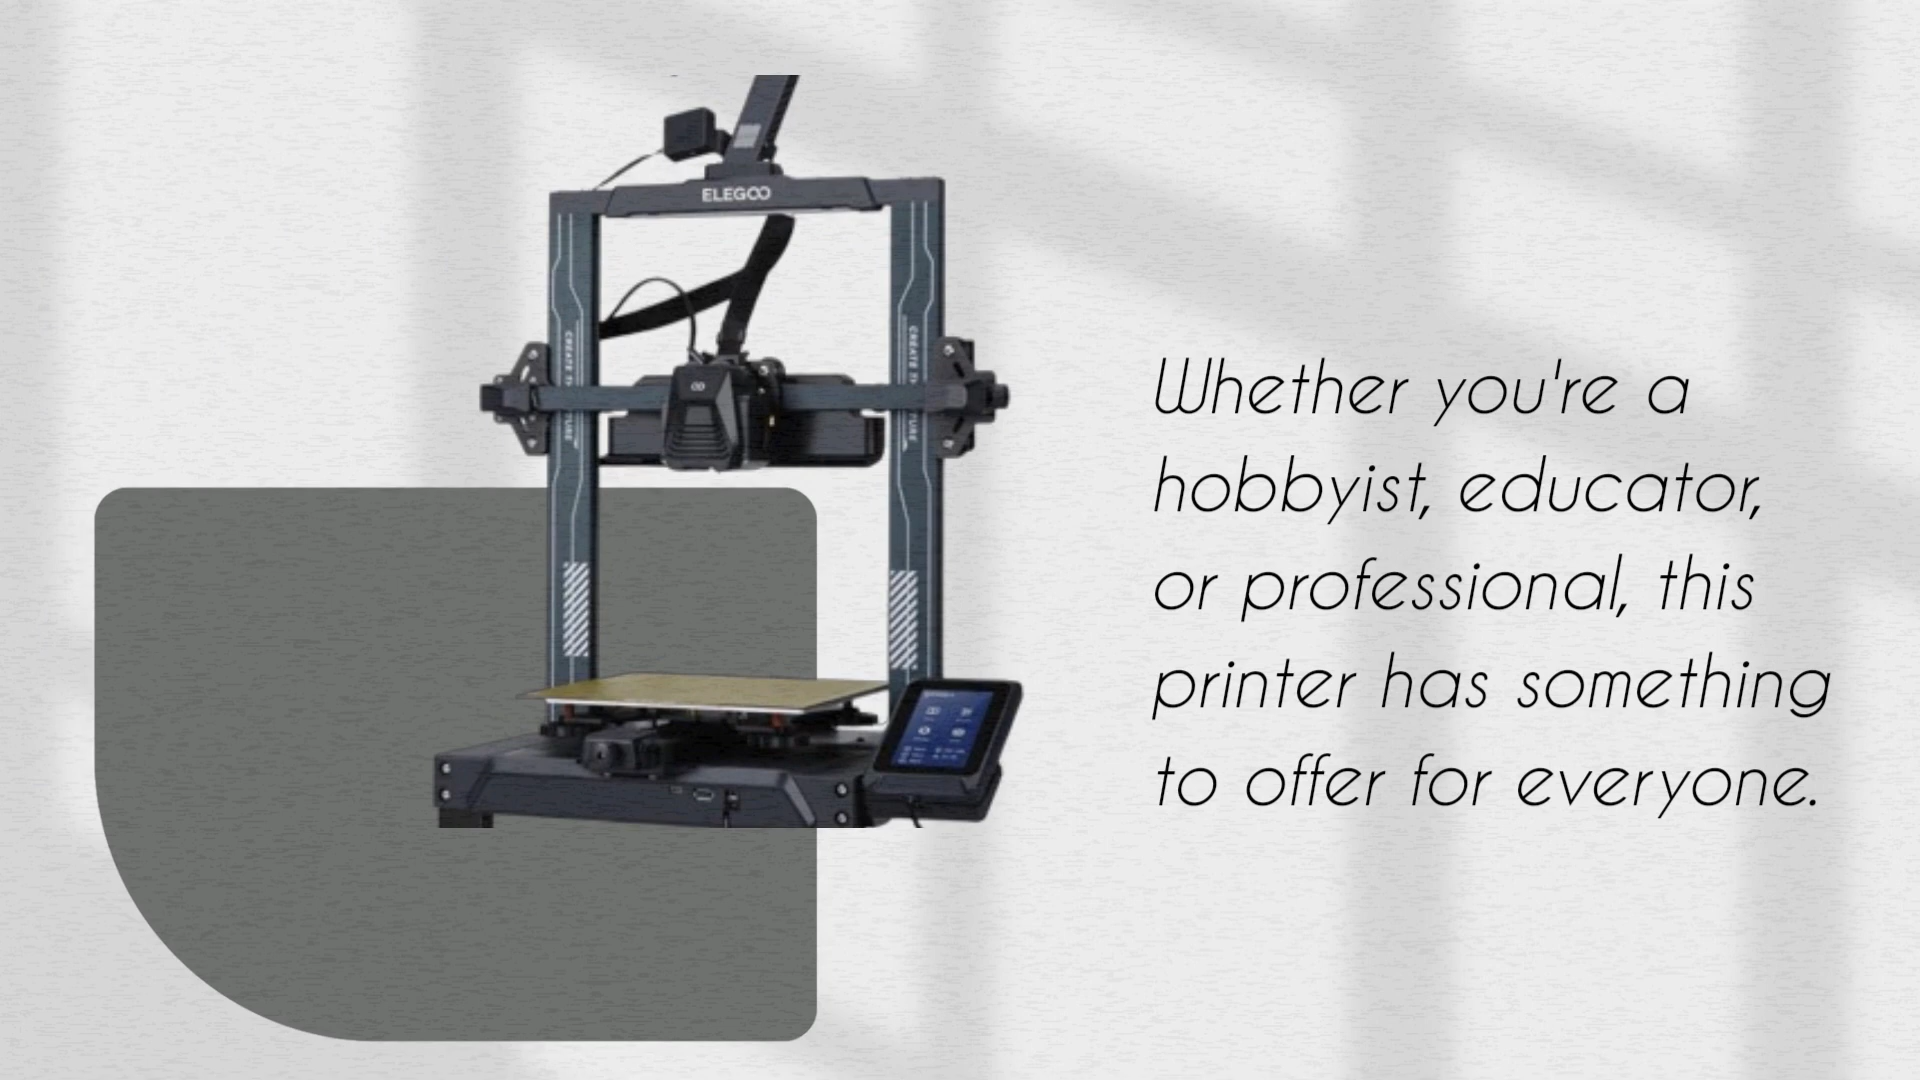 ELEGOO
Whether you're a
hobbyist, educator,
or professional, this
printer has something
to offer for everyone.